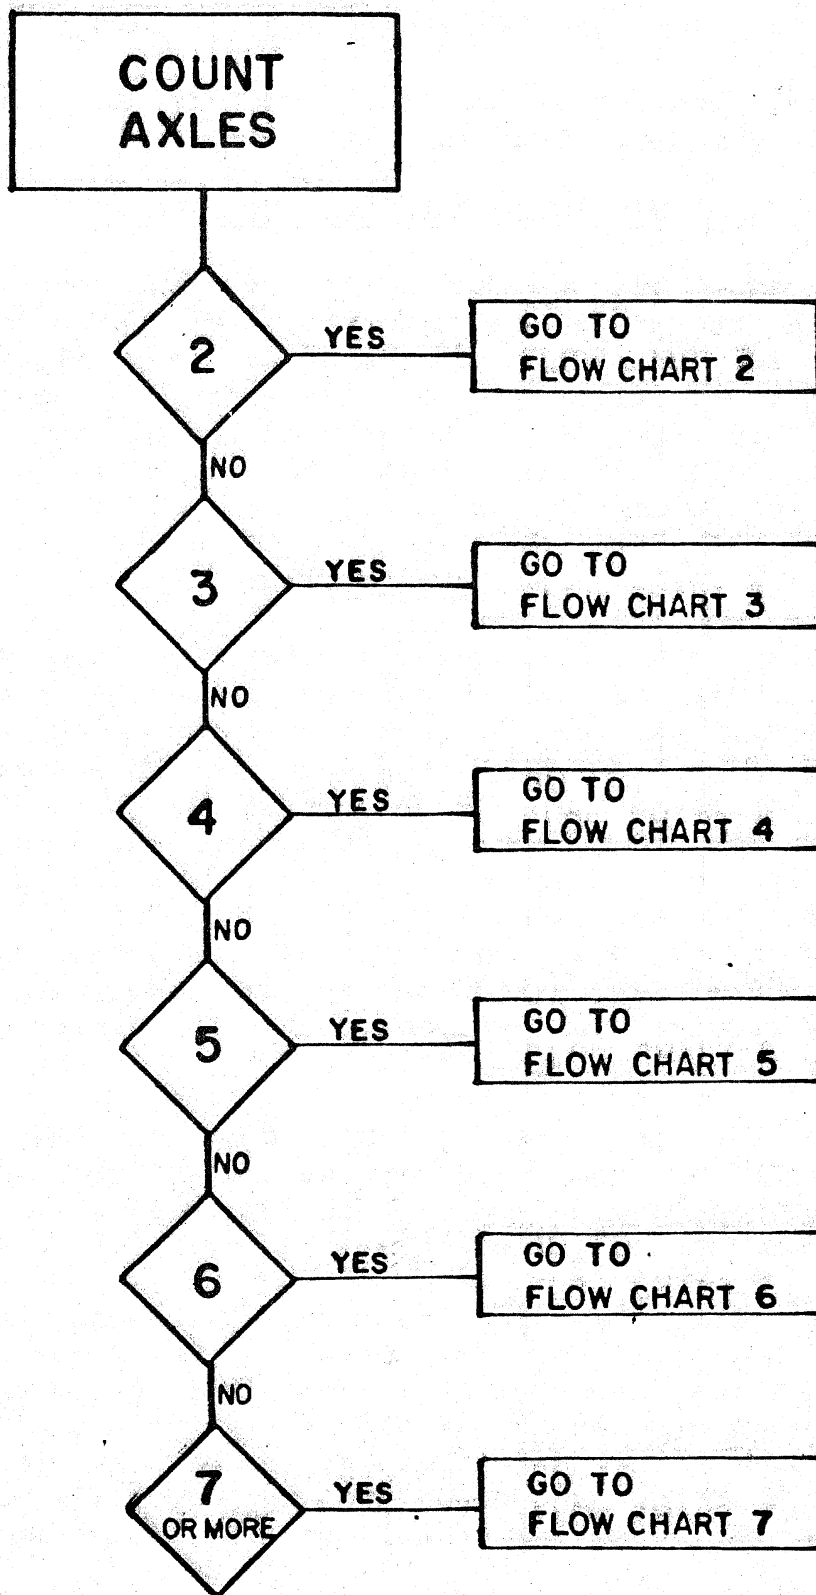 COUNT
AXLES
2
YES
GO TO
FLOW CHART 2
NO
3
YES
GO TO
FLOW CHART 3
NO
4
YES
GO TO
FLOW CHART 4
NO
5
YES
GO TO
FLOW CHART 5
NO
6
YES
GO TO
FLOW CHART 6
NO
7
OR MORE
YES
GO TO
FLOW CHART 7